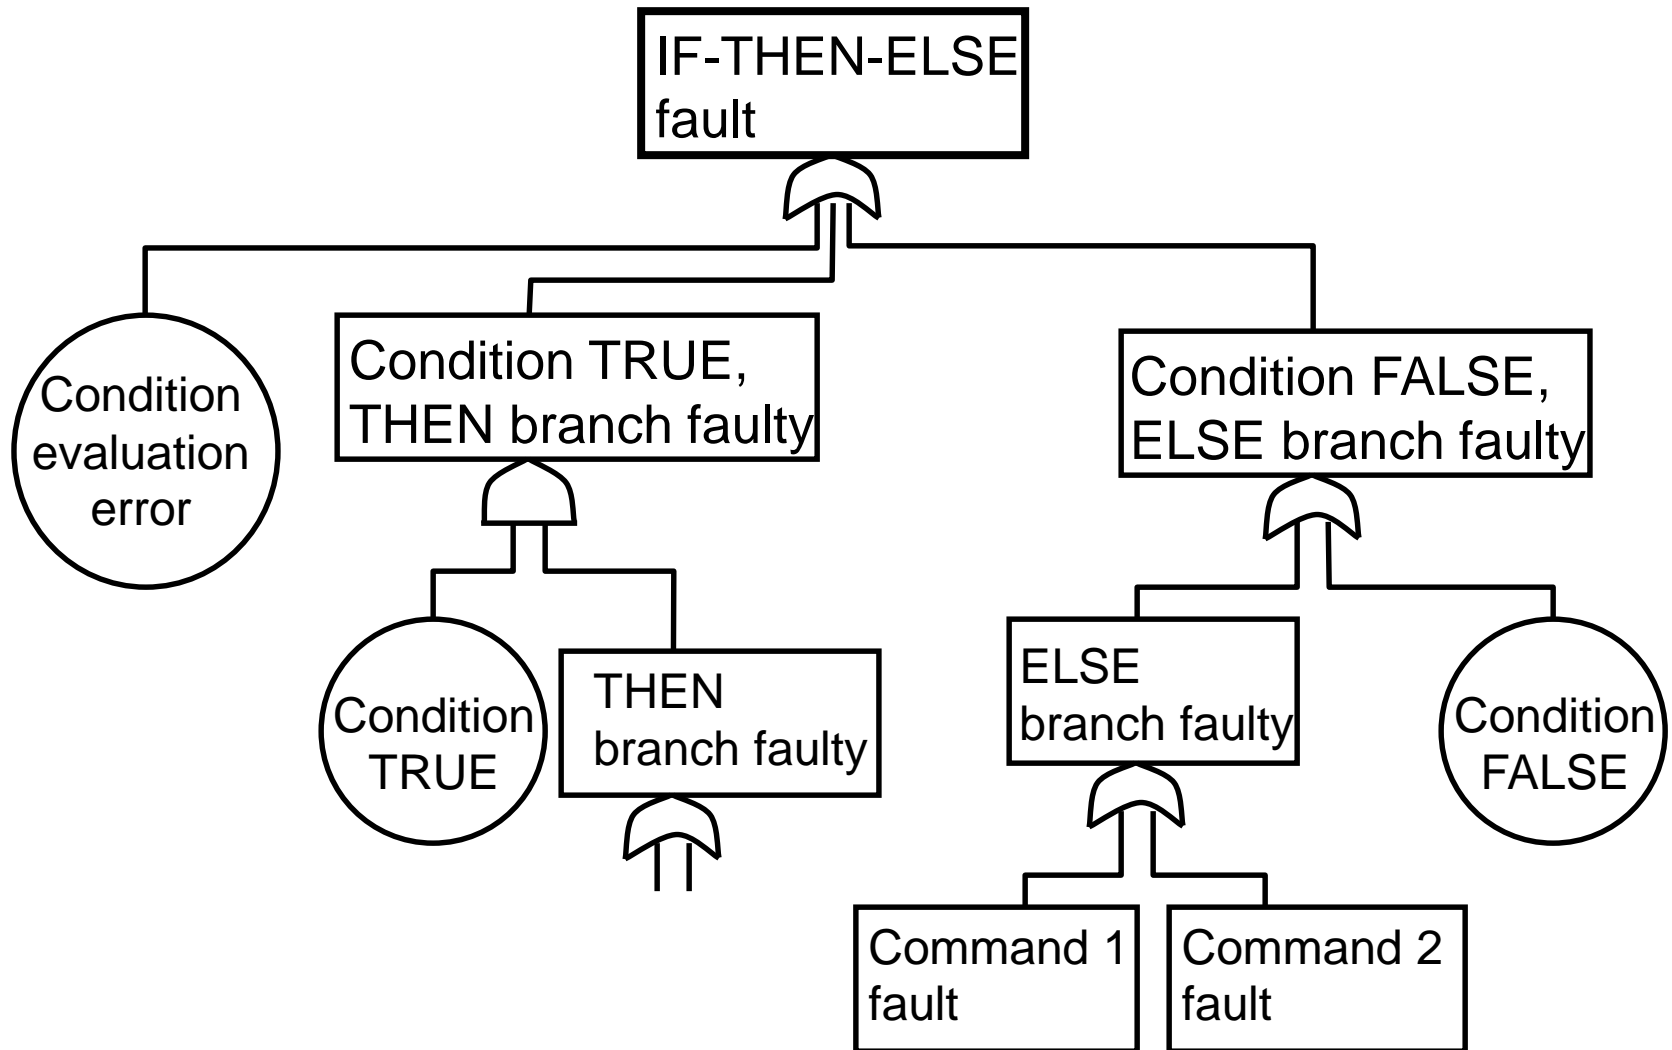 IF-THEN-ELSE
fault
Condition
evaluation
error
Condition TRUE,
THEN branch faulty
Condition FALSE,
ELSE branch faulty
Condition
TRUE
THEN
branch faulty
ELSE
branch faulty
Condition
FALSE
Command 1
fault
Command 2
fault